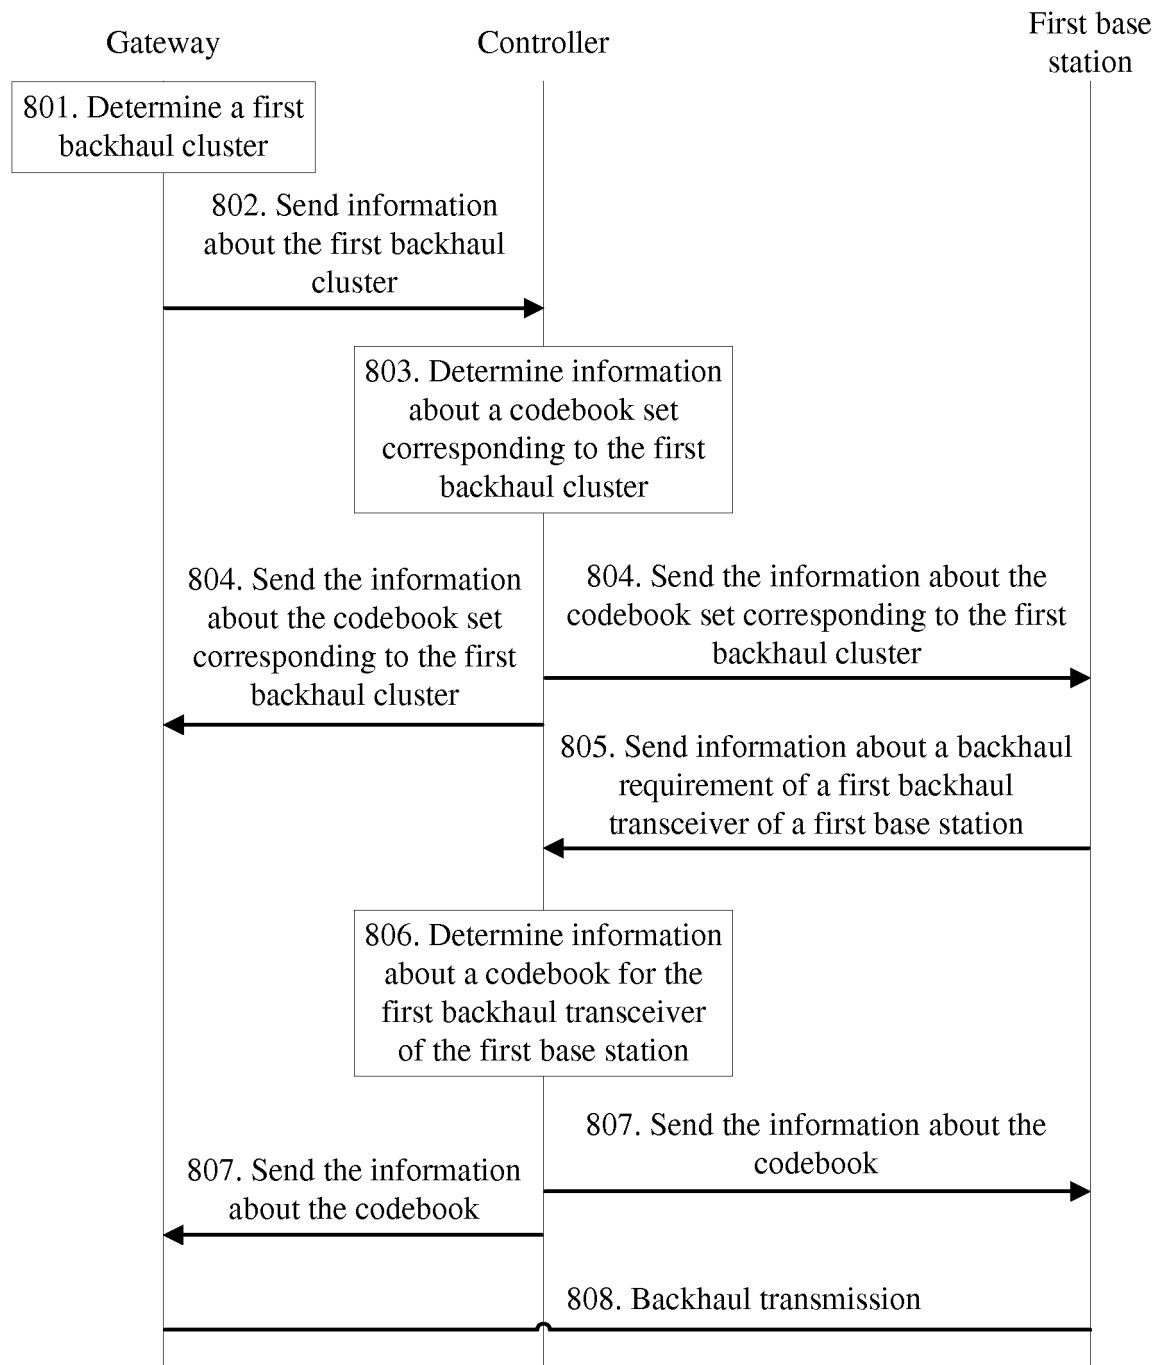 Gateway
Controller
First base
station
801. Determine a first
backhaul cluster
802. Send information
about the first backhaul
cluster
803. Determine information
about a codebook set
corresponding to the first
backhaul cluster
804. Send the information
about the codebook set
corresponding to the first
backhaul cluster
804. Send the information about the
codebook set corresponding to the first
backhaul cluster
805. Send information about a backhaul
requirement of a first backhaul
transceiver of a first base station
806. Determine information
about a codebook for the
first backhaul transceiver
of the first base station
807. Send the information about the
codebook
807. Send the information
about the codebook
808. Backhaul transmission